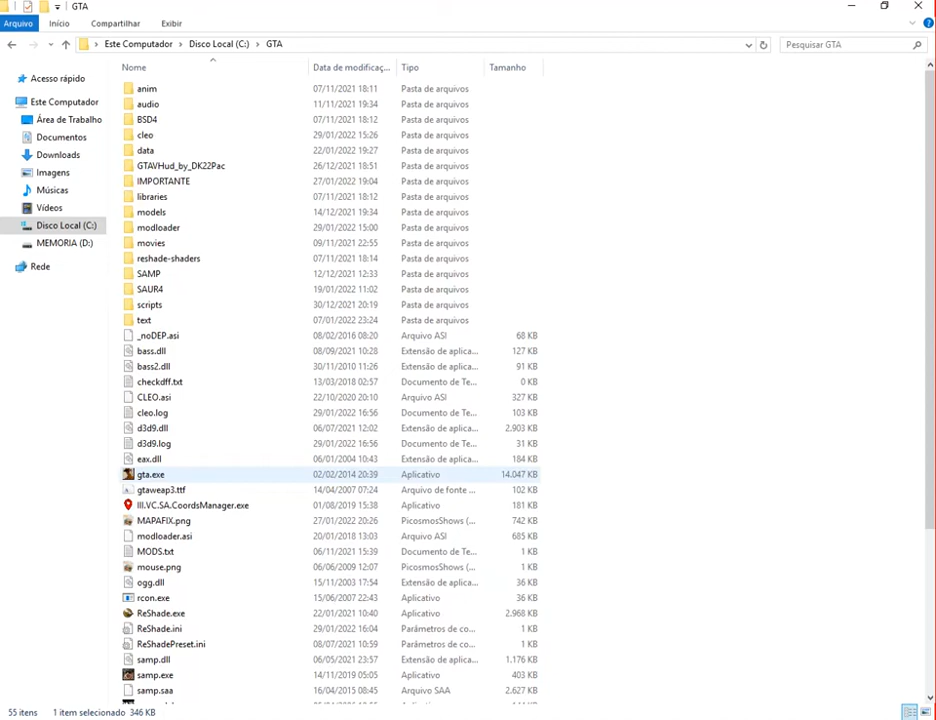 GTA
Arquivo Início Compartilhar Exibir
Este Computador > Disco Local (C:) > GTA Pesquisar GTA
Nome Data de modificaç... Tipo Tamanho
Acesso rápido
Este Computador
Área de Trabalho
Documentos
Downloads
Imagens
Músicas
Vídeos
Disco Local (C:)
MEMORIA (D:)
Rede
anim 07/11/2021 18:11 Pasta de arquivos
audio 11/11/2021 19:34 Pasta de arquivos
BSD4 07/11/2021 18:12 Pasta de arquivos
cleo 29/01/2022 15:26 Pasta de arquivos
data 22/01/2022 19:27 Pasta de arquivos
GTAVHud_by_DK22Pac 26/12/2021 18:51 Pasta de arquivos
IMPORTANTE 27/01/2022 19:04 Pasta de arquivos
libraries 07/11/2021 18:12 Pasta de arquivos
models 14/12/2021 19:34 Pasta de arquivos
modloader 29/01/2022 15:00 Pasta de arquivos
movies 09/11/2021 22:55 Pasta de arquivos
reshade-shaders 07/11/2021 18:14 Pasta de arquivos
SAMP 12/12/2021 12:33 Pasta de arquivos
SAUR4 19/01/2022 11:02 Pasta de arquivos
scripts 30/12/2021 20:19 Pasta de arquivos
text 07/01/2022 23:24 Pasta de arquivos
_noDEP.asi 08/02/2016 08:20 Arquivo ASI 68 KB
bass.dll 08/09/2021 10:28 Extensão de aplica... 127 KB
bass2.dll 30/11/2010 11:26 Extensão de aplica... 91 KB
checkdff.txt 13/03/2018 02:57 Documento de Te... 0 KB
CLEO.asi 22/10/2020 20:10 Arquivo ASI 327 KB
cleo.log 29/01/2022 16:56 Documento de Te... 103 KB
d3d9.dll 06/07/2021 12:02 Extensão de aplica... 2.903 KB
d3d9.log 29/01/2022 16:56 Documento de Te... 31 KB
eax.dll 06/01/2004 10:43 Extensão de aplica... 184 KB
gta.exe 02/02/2014 20:39 Aplicativo 14.047 KB
gtaweap3.ttf 14/04/2007 07:24 Arquivo de fonte ... 102 KB
III.VC.SA.CoordsManager.exe 01/08/2019 15:38 Aplicativo 181 KB
MAPAFIX.png 27/01/2022 20:26 PicosmosShows (... 742 KB
modloader.asi 20/01/2018 13:03 Arquivo ASI 685 KB
MODS.txt 06/11/2021 15:39 Documento de Te... 1 KB
mouse.png 06/06/2009 12:07 PicosmosShows (... 1 KB
ogg.dll 15/11/2003 17:54 Extensão de aplica... 36 KB
rcon.exe 15/06/2007 22:43 Aplicativo 36 KB
ReShade.exe 22/01/2021 10:40 Aplicativo 2.968 KB
ReShade.ini 29/01/2022 16:04 Parâmetros de co... 1 KB
ReShadePreset.ini 08/07/2021 10:59 Parâmetros de co... 1 KB
samp.dll 06/05/2021 23:57 Extensão de aplica... 1.176 KB
samp.exe 14/11/2019 05:05 Aplicativo 403 KB
samp.saa 16/04/2015 08:45 Arquivo SAA 2.627 KB
55 itens 1 item selecionado 346 KB